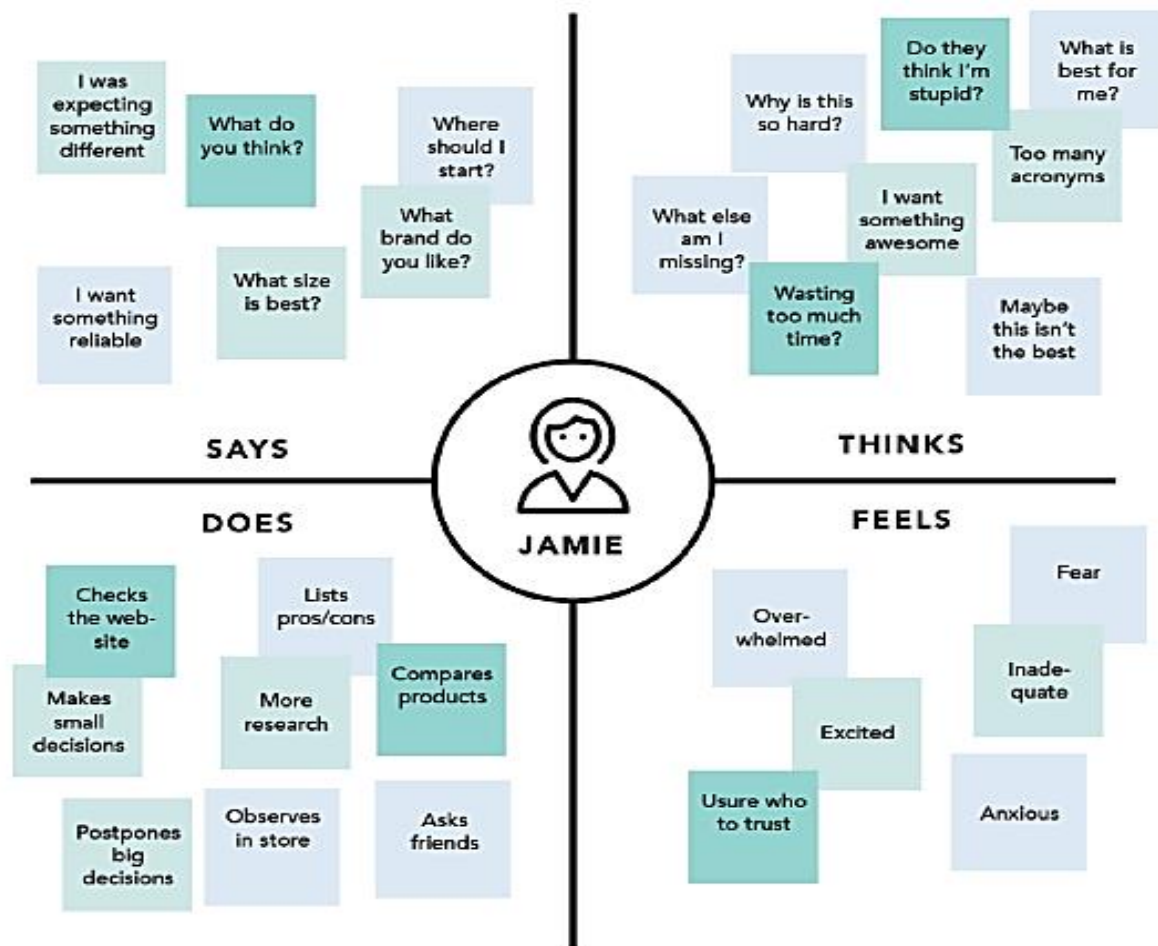 I was
expecting
something
different
What do
you think?
Where
should I
start?
What
brand do
you like?
I want
something
reliable
What size
is best?
SAYS
Do they
think I'm
stupid?
What is
best for
me?
Why is this
so hard?
Too many
acronyms
What else
am I
missing?
I want
something
awesome
Wasting
too much
time?
Maybe
this isn't
the best
THINKS
JAMIE
DOES
Checks
the web-
site
Lists
pros/cons
Makes
small
decisions
More
research
Compares
products
Postpones
big
decisions
Observes
in store
Asks
friends
FEELS
Over-
whelmed
Fear
Inade-
quate
Excited
Usure who
to trust
Anxious